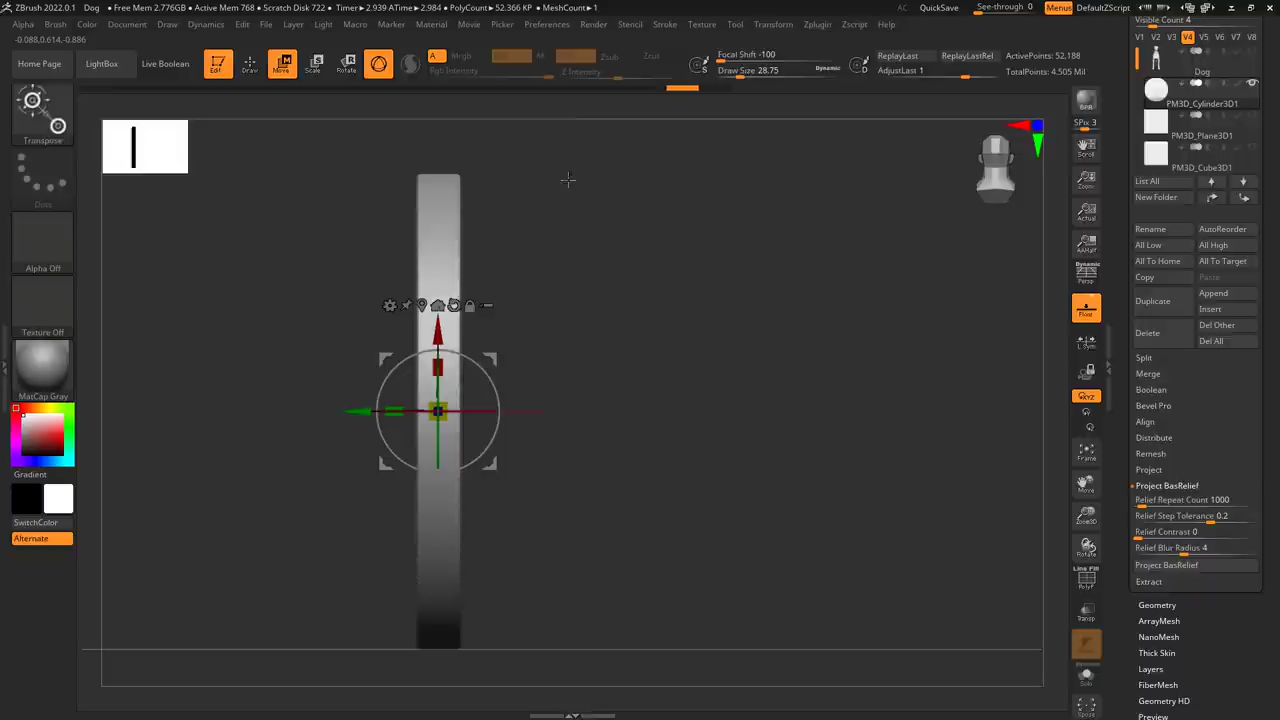 ZBrush 2022.0.1 Dog • Free Mem 2.776GB • Active Mem 768 • Scratch Disk 722 • Timer▸2.939 ATime▸2.984 • PolyCount▸52.366 KP • MeshCount▸1
AC QuickSave See-through 0 Menus DefaultZScript
Alpha Brush Color Document Draw Dynamics Edit File Layer Light Macro Marker Material Movie Picker Preferences Render Stencil Stroke Texture Tool Transform Zplugin Zscript Help
Home Page LightBox Live Boolean
Edit Draw Move Scale Rotate
A Mrgb
Rgb Intensity
Zsub Zcut
Z Intensity
Focal Shift -100
Draw Size 28.75 Dynamic
S
D
ReplayLast ReplayLastRel
AdjustLast 1
ActivePoints: 52,188
TotalPoints: 4.505 Mil
Transpose
Dots
Alpha Off
Texture Off
MatCap Gray
Gradient
SwitchColor
Alternate
-0.088,0.614,-0.886
BPR
SPix 3
Scroll
Zoom
Actual
AAHalf
Dynamic
Persp
Floor
L.Sym
XYZ
Frame
Move
Zoom3D
Rotate
Line Fill
PolyF
Transp
Dynamic
Solo
Xpose
Visible Count 4
V1 V2 V3 V4 V5 V6 V7 V8
Dog
PM3D_Cylinder3D1
PM3D_Plane3D1
PM3D_Cube3D1
List All
New Folder
Rename AutoReorder
All Low All High
All To Home All To Target
Copy Paste
Duplicate Append
Insert
Delete Del Other
Del All
Split
Merge
Boolean
Bevel Pro
Align
Distribute
Remesh
Project
Project BasRelief
Relief Repeat Count 1000
Relief Step Tolerance 0.2
Relief Contrast 0
Relief Blur Radius 4
Project BasRelief
Extract
Geometry
ArrayMesh
NanoMesh
Thick Skin
Layers
FiberMesh
Geometry HD
Preview